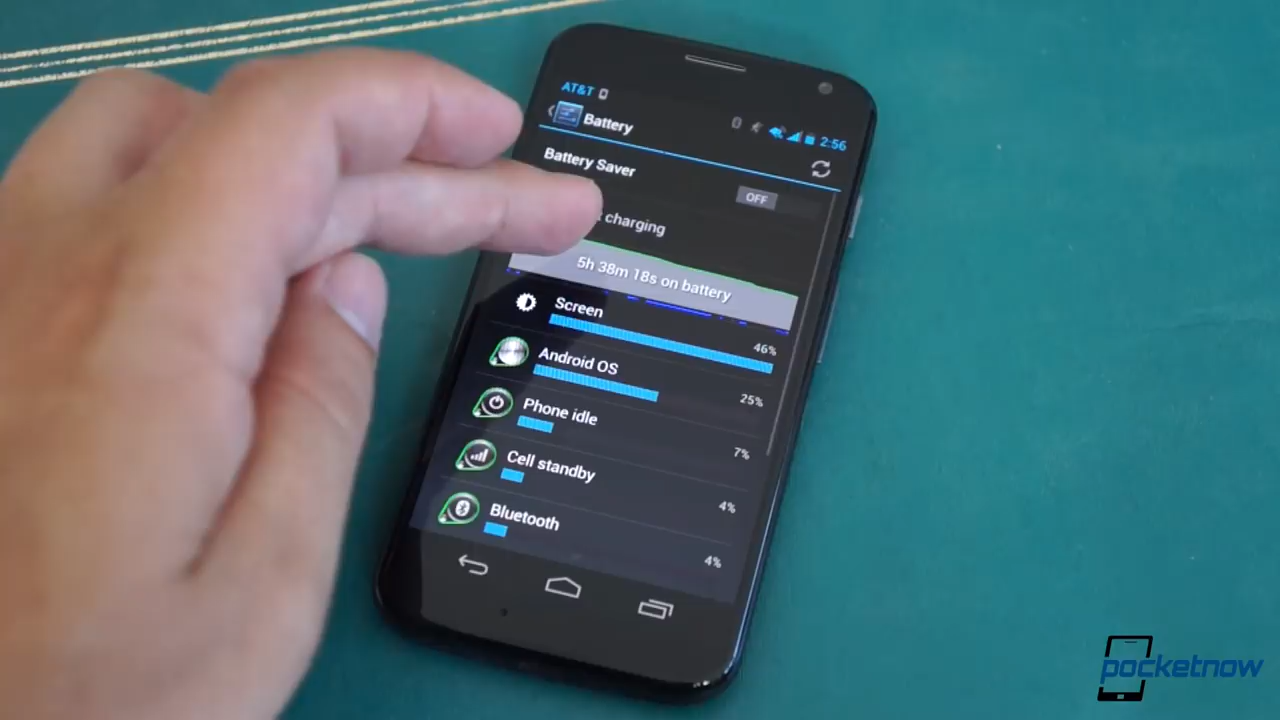 AT&T
2:56
Battery
Battery Saver
OFF
charging
5h 38m 18s on battery
Screen
46%
Android OS
25%
Phone idle
7%
Cell standby
4%
Bluetooth
4%
pocketnow